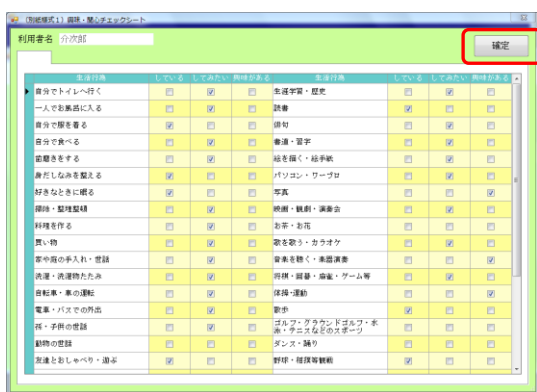 (別紙様式1) 興味・関心チェックシート
利用者名 介次郎
確定
生活行為 している してみたい 興味がある 生活行為 している してみたい 興味がある
自分でトイレへ行く 生涯学習・歴史
一人でお風呂に入る 読書
自分で服を着る 俳句
自分で食べる 書道・習字
歯磨きをする 絵を描く・絵手紙
身だしなみを整える パソコン・ワープロ
好きなときに眠る 写真
掃除・整理整頓 映画・観劇・演奏会
料理を作る お茶・お花
買い物 歌を歌う・カラオケ
家や庭の手入れ・世話 音楽を聴く・楽器演奏
洗濯・洗濯物たたみ 将棋・囲碁・麻雀・ゲーム等
自転車・車の運転 体操・運動
電車・バスでの外出 散歩
孫・子供の世話 ゴルフ・グラウンドゴルフ・水泳・テニスなどのスポーツ
動物の世話 ダンス・踊り
友達とおしゃべり・遊ぶ 野球・相撲等観戦